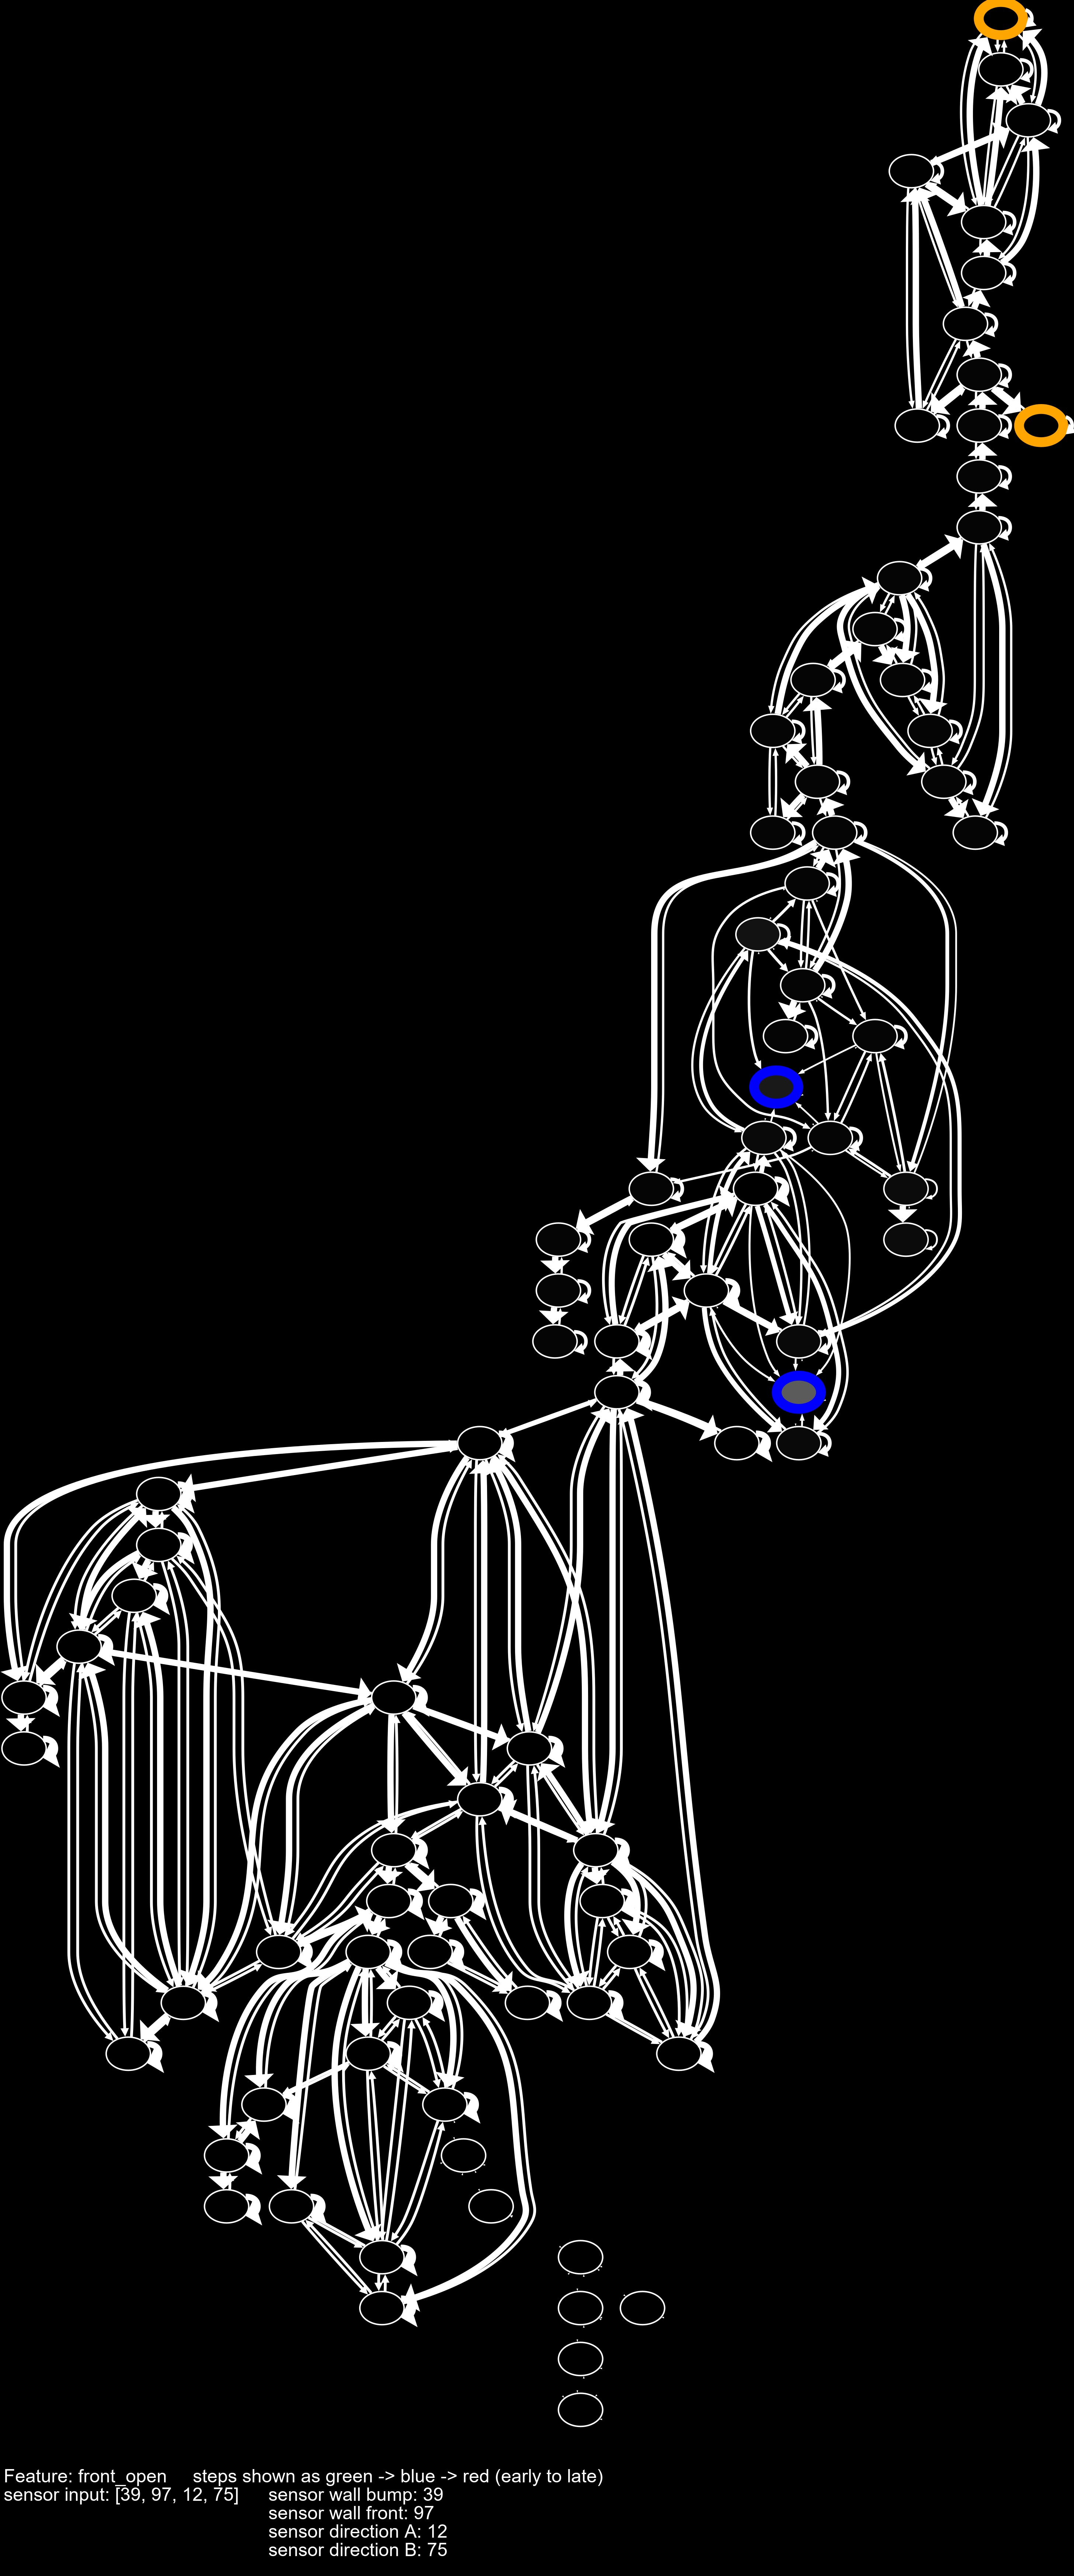 Feature: front_open     steps shown as green -> blue -> red (early to late)
sensor input: [39, 97, 12, 75]     sensor wall bump: 39
sensor wall front: 97
sensor direction A: 12
sensor direction B: 75